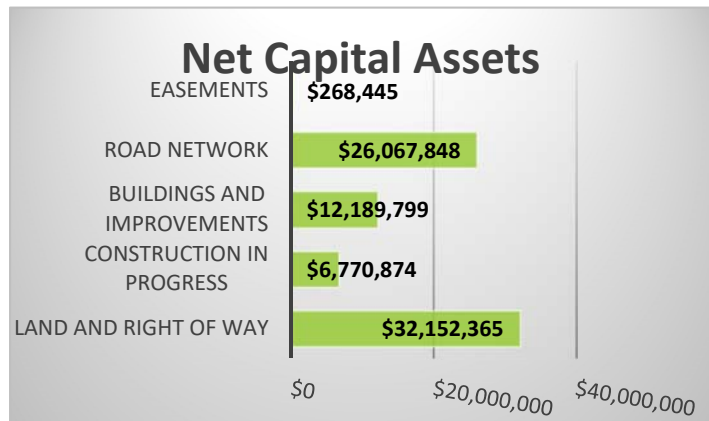 Net Capital Assets
EASEMENTS
$268,445
ROAD NETWORK
$26,067,848
BUILDINGS AND
IMPROVEMENTS
$12,189,799
CONSTRUCTION IN
PROGRESS
$6,770,874
LAND AND RIGHT OF WAY
$32,152,365
$0
$20,000,000
$40,000,000